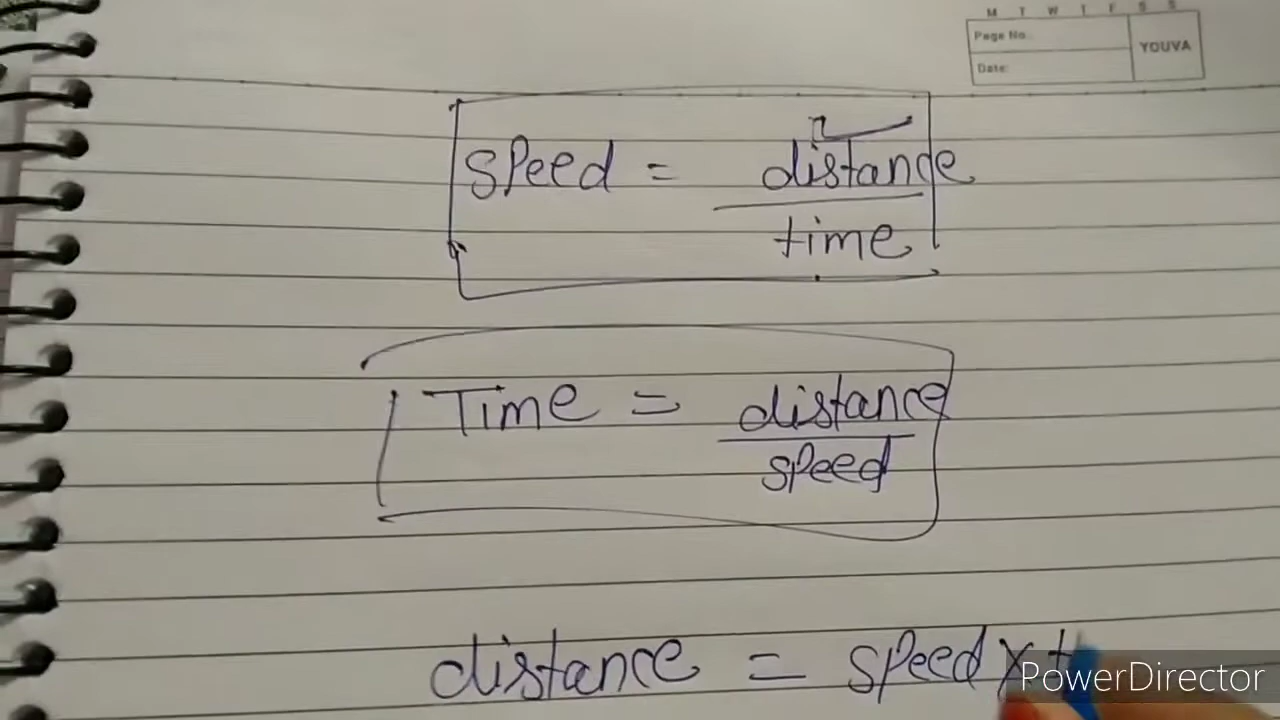 M T W T F S S
Page No.
YOUVA
Date:
speed = distance
time
Time = distance
speed
distance = speed x t
PowerDirector